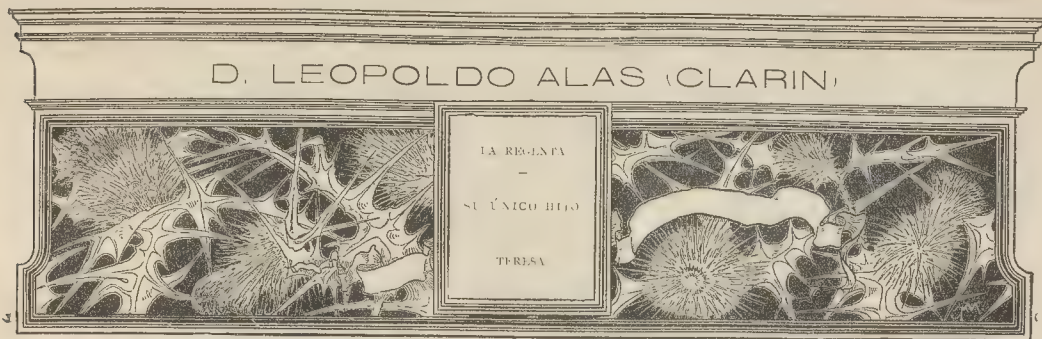 D. LEOPOLDO ALAS (CLARIN)
LA REGENTA
—
SU ÚNICO HIJO
TERESA